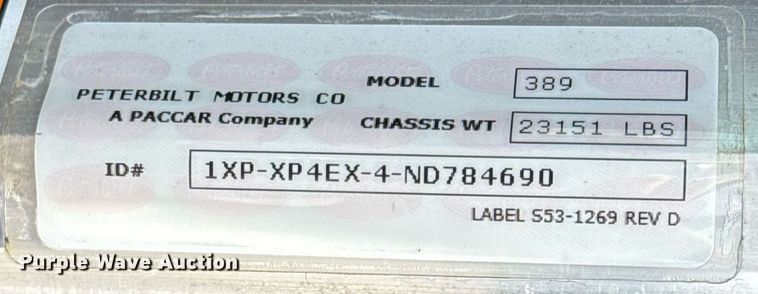 MODEL 389
PETERBILT MOTORS CO
A PACCAR Company CHASSIS WT 23151 LBS
ID# 1XP-XP4EX-4-ND784690
LABEL S53-1269 REV D
Purple Wave Auction